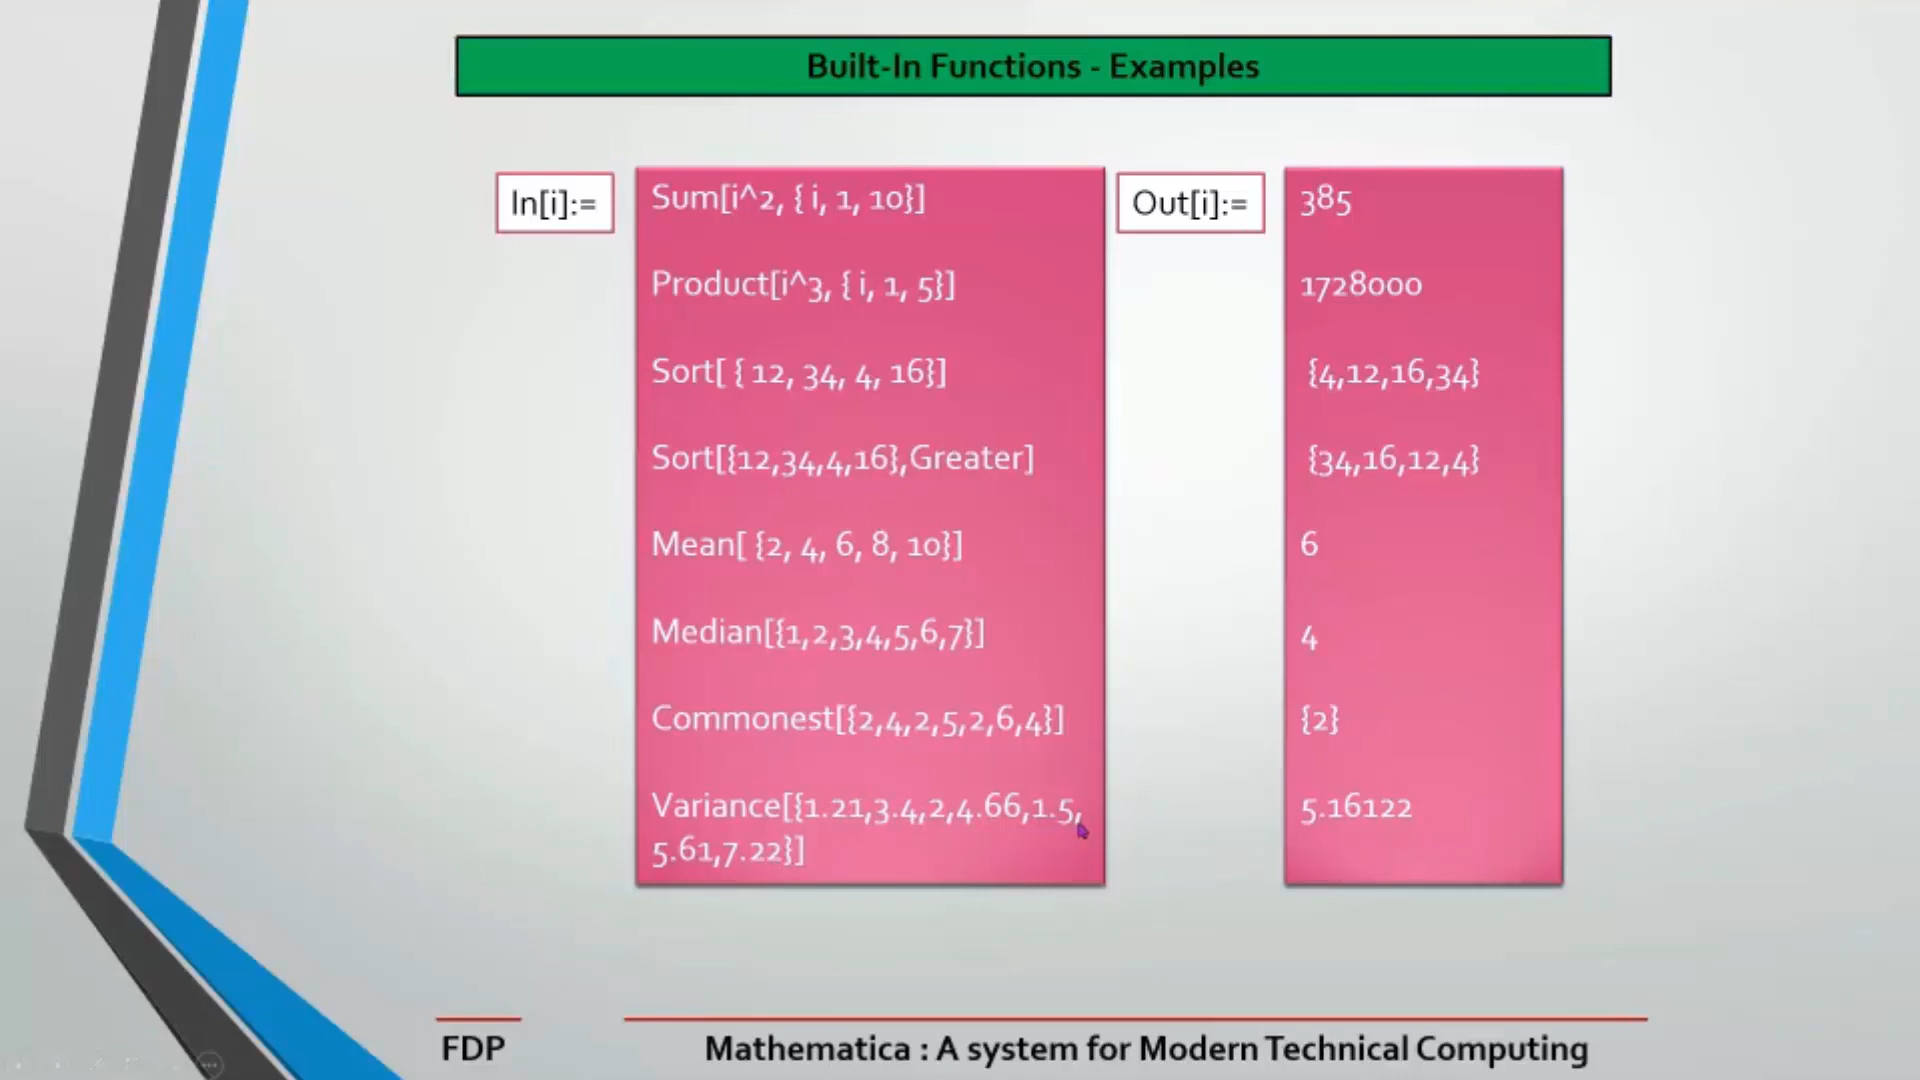 Built-In Functions - Examples
In[i]:=
Sum[i^2, { i, 1, 10}]
Out[i]:=
385
Product[i^3, { i, 1, 5}]
1728000
Sort[ { 12, 34, 4, 16}]
{4,12,16,34}
Sort[{12,34,4,16},Greater]
{34,16,12,4}
Mean[ {2, 4, 6, 8, 10}]
6
Median[{1,2,3,4,5,6,7}]
4
Commonest[{2,4,2,5,2,6,4}]
{2}
Variance[{1.21,3.4,2,4.66,1.5,
5.61,7.22}]
5.16122
FDP
Mathematica : A system for Modern Technical Computing